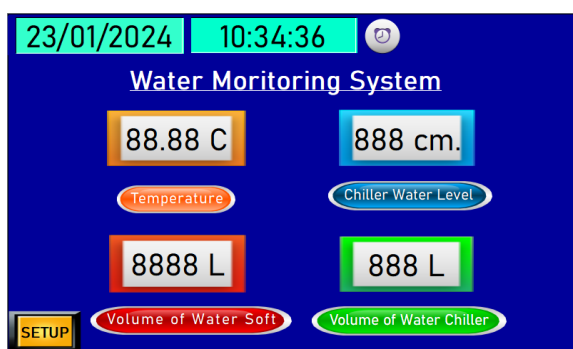 23/01/2024 10:34:36
Water Moritoring System
88.88 C 888 cm.
Temperature Chiller Water Level
8888 L 888 L
Volume of Water Soft Volume of Water Chiller
SETUP